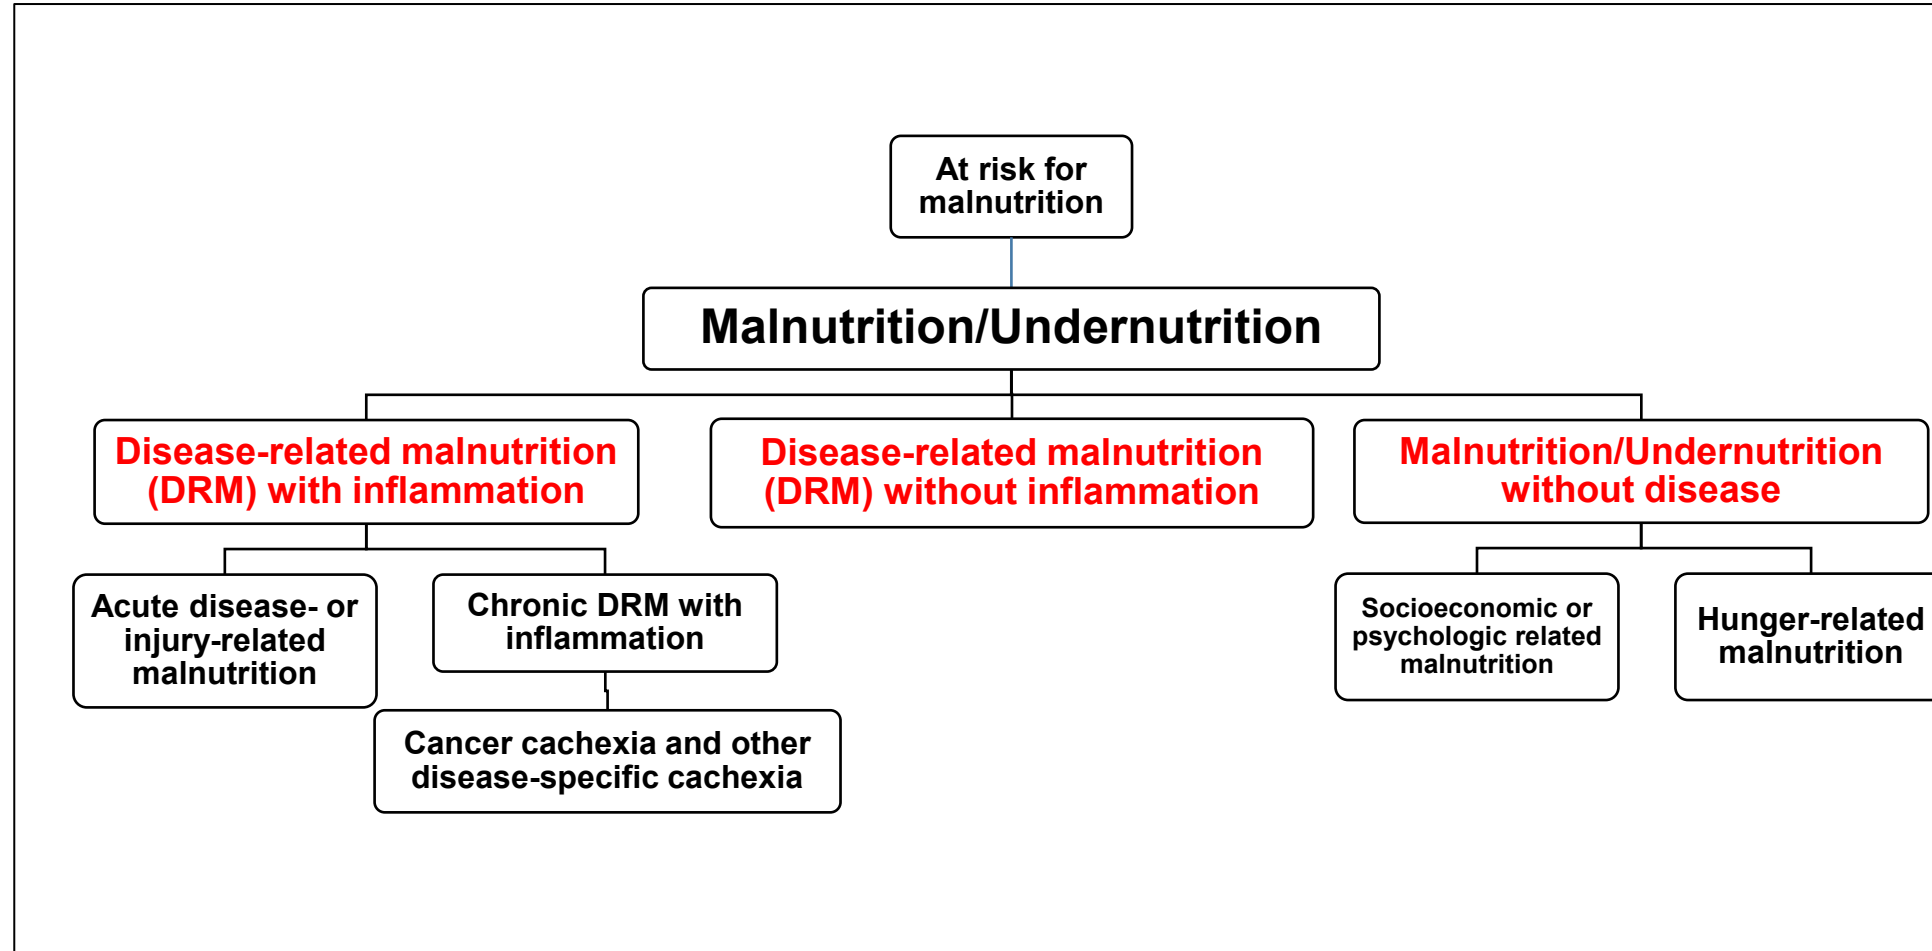 At risk for
malnutrition
Malnutrition/Undernutrition
Disease-related malnutrition
(DRM) with inflammation
Disease-related malnutrition
(DRM) without inflammation
Malnutrition/Undernutrition
without disease
Acute disease- or
injury-related
malnutrition
Chronic DRM with
inflammation
Socioeconomic or
psychologic related
malnutrition
Hunger-related
malnutrition
Cancer cachexia and other
disease-specific cachexia